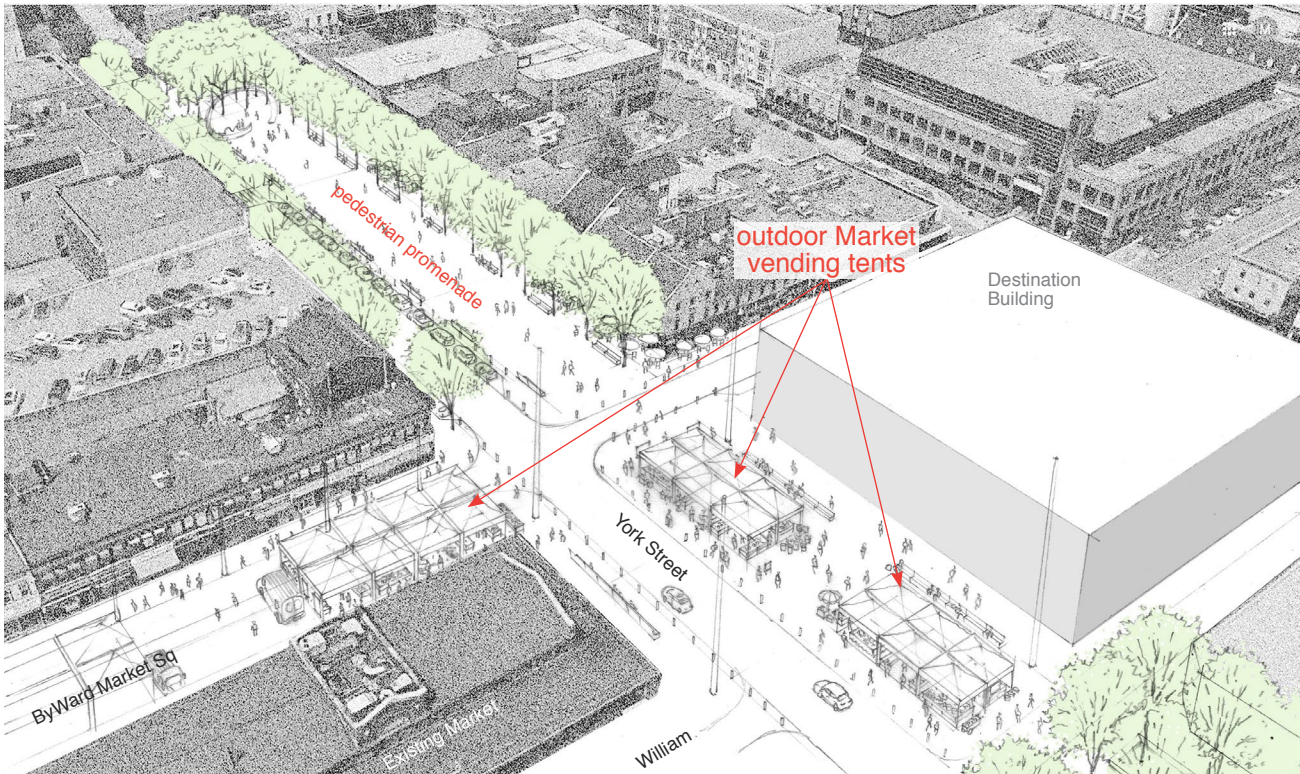 pedestrian promenade
outdoor Market
vending tents
Destination
Building
York Street
ByWard Market Sq
Existing Market
William